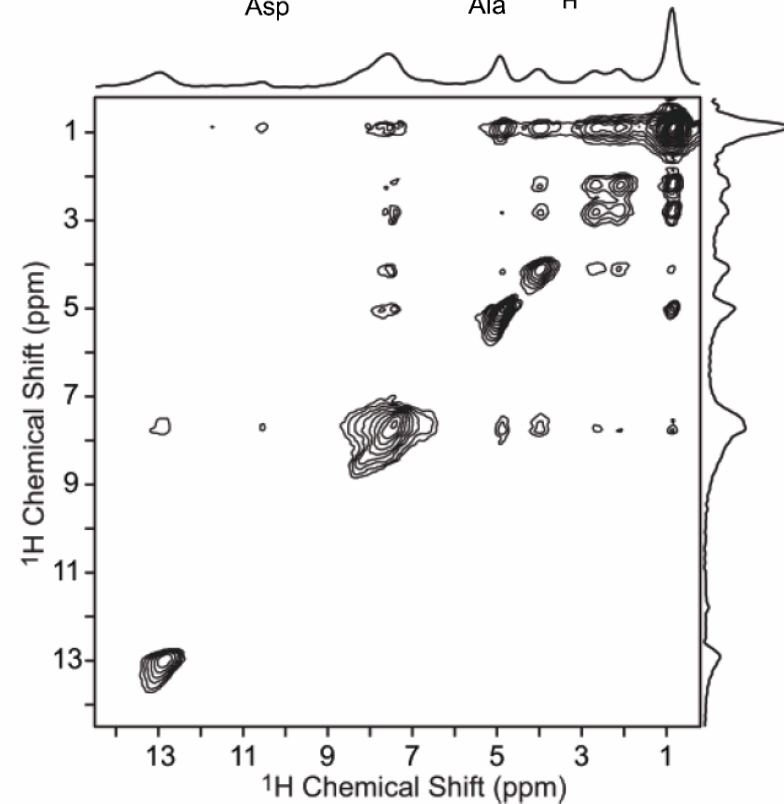 Asp Ala H
1
3
5
7
9
11
13
¹H Chemical Shift (ppm)
13 11 9 7 5 3 1
¹H Chemical Shift (ppm)